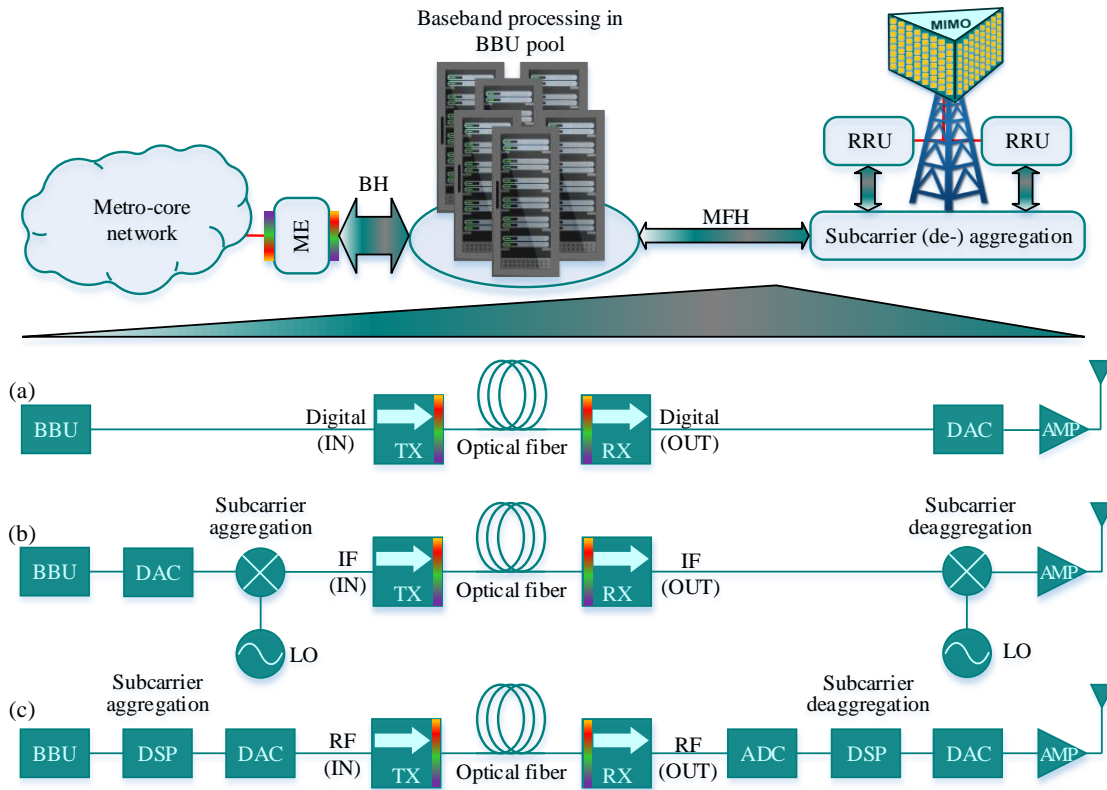 Baseband processing in
BBU pool
MIMO
RRU
RRU
BH
MFH
Metro-core
network
ME
Subcarrier (de-) aggregation
(a)
BBU
Digital
(IN)
TX
Optical fiber
RX
Digital
(OUT)
DAC
AMP
(b)
Subcarrier
aggregation
Subcarrier
deaggregation
BBU
DAC
IF
(IN)
TX
Optical fiber
RX
IF
(OUT)
AMP
LO
LO
(c)
Subcarrier
aggregation
Subcarrier
deaggregation
BBU
DSP
DAC
RF
(IN)
TX
Optical fiber
RX
RF
(OUT)
ADC
DSP
DAC
AMP